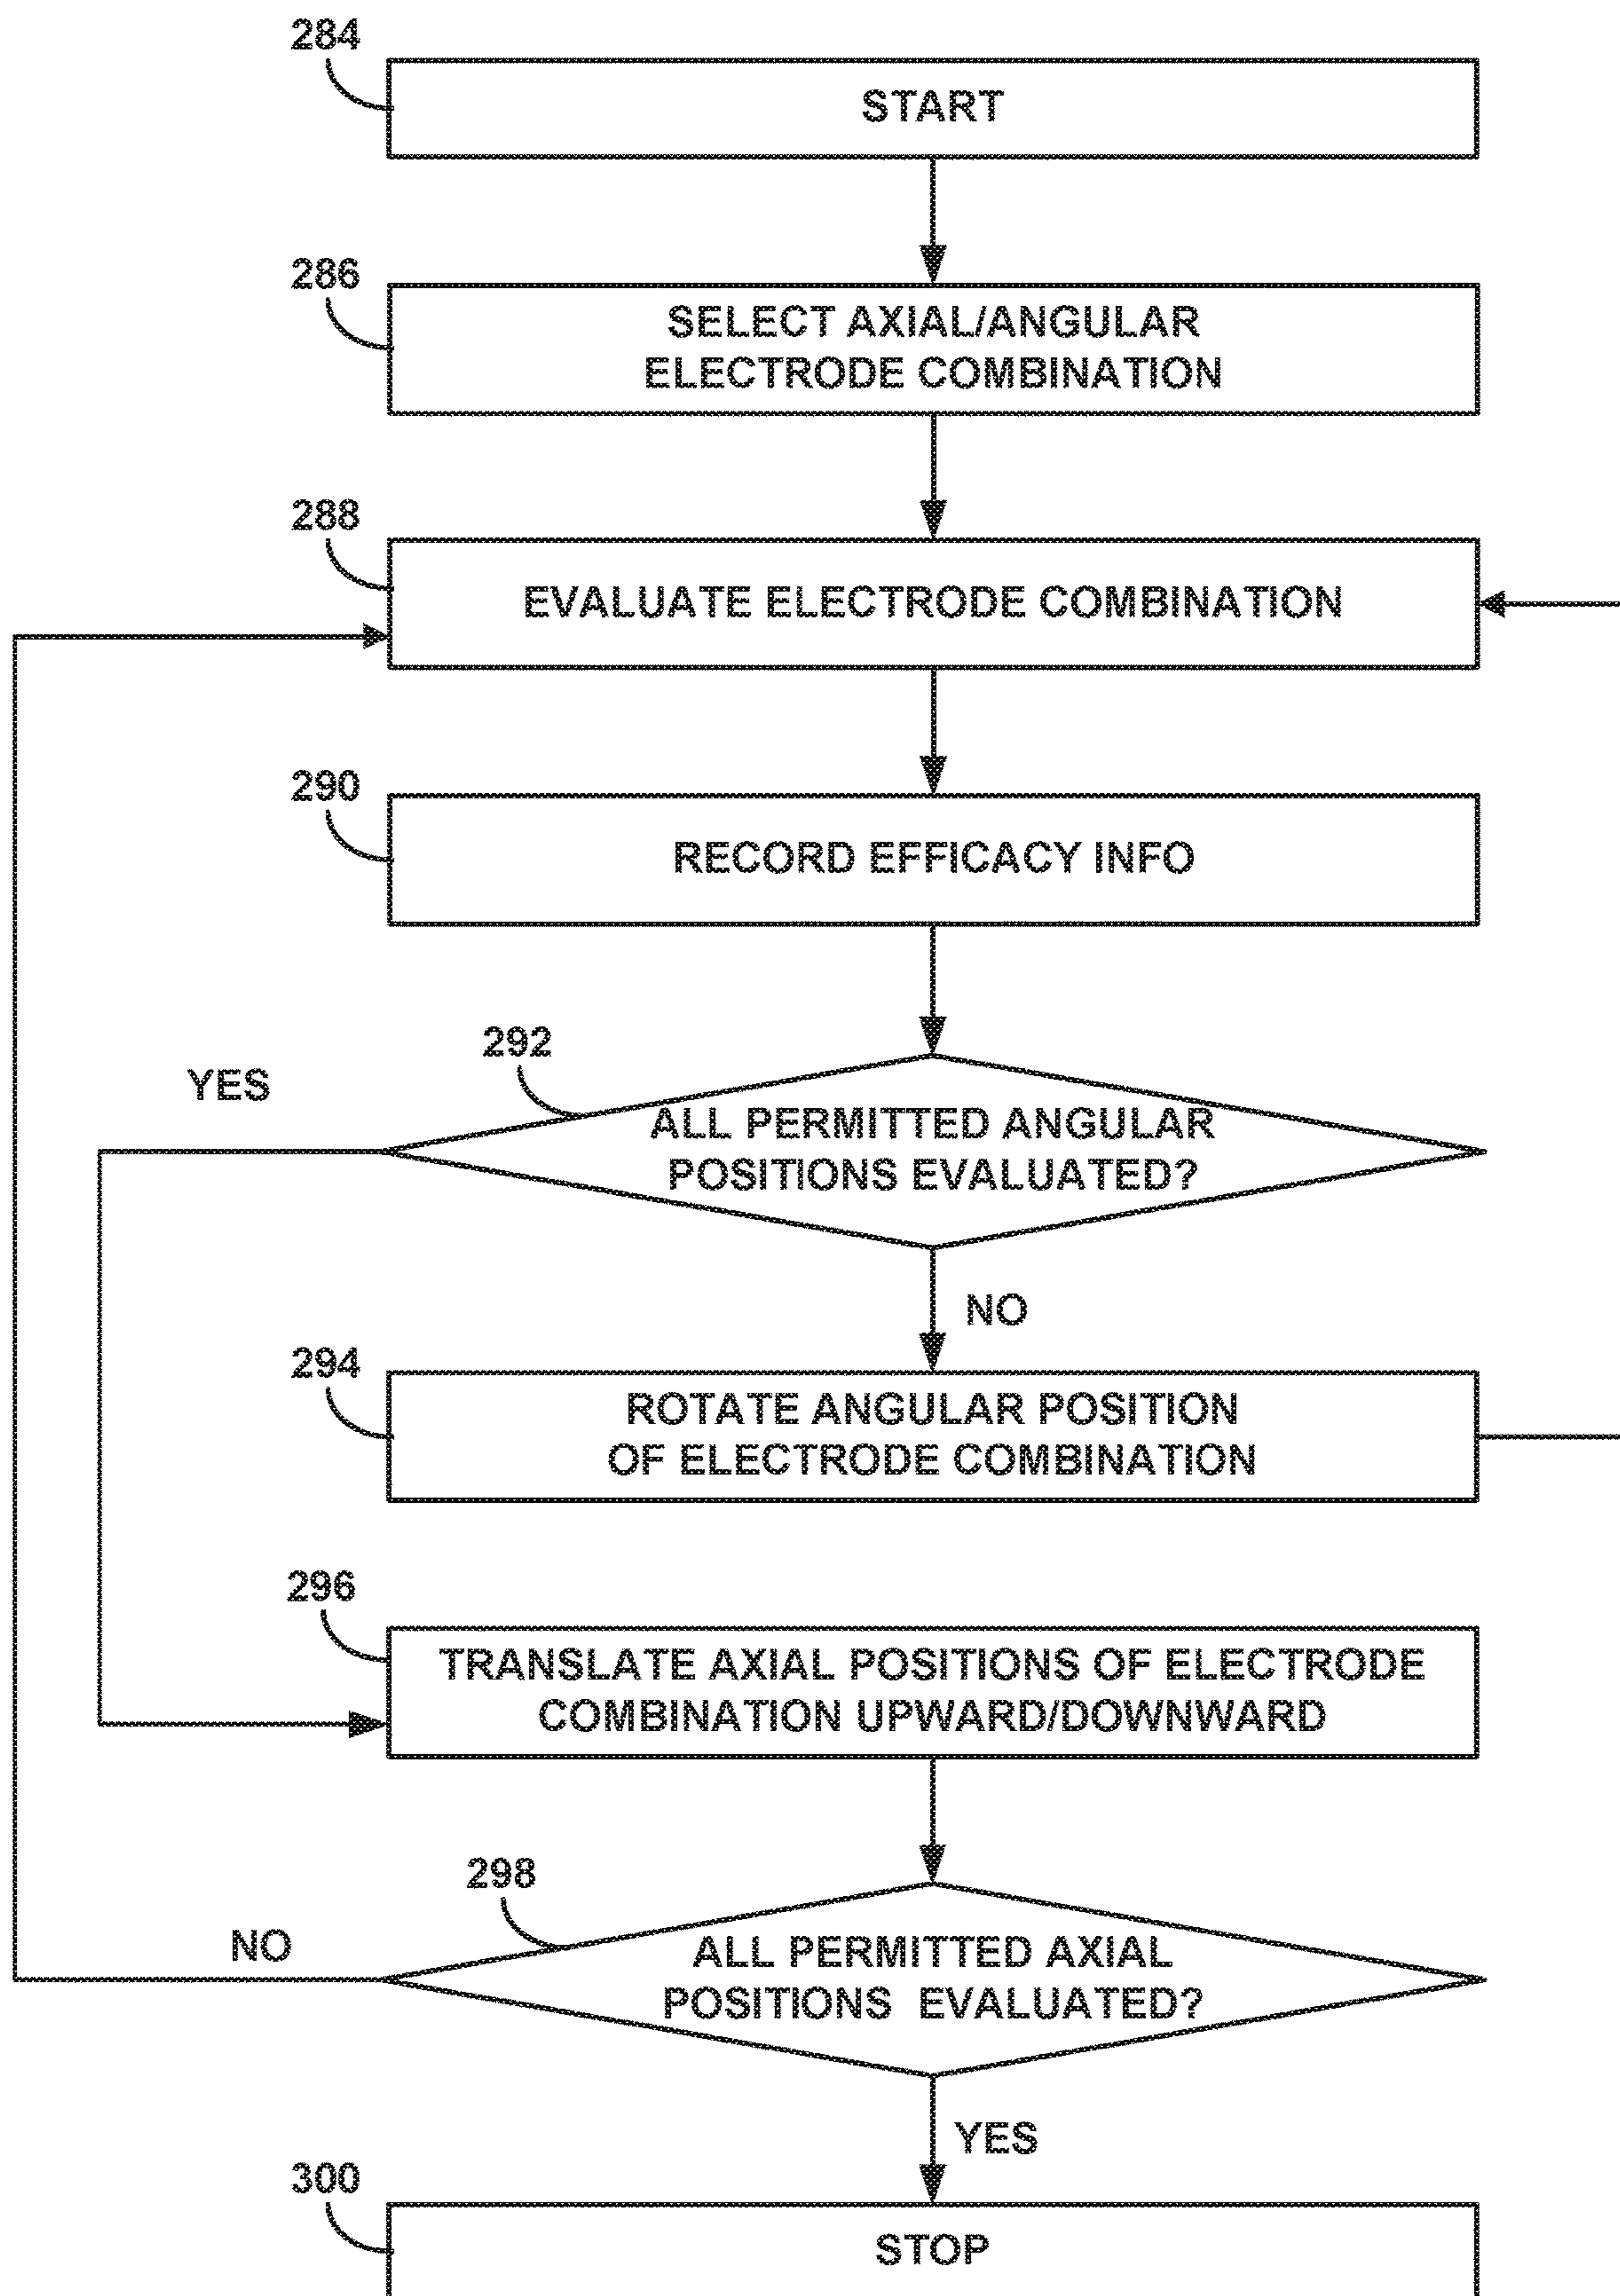 284
START
286
SELECT AXIAL/ANGULAR
ELECTRODE COMBINATION
288
EVALUATE ELECTRODE COMBINATION
290
RECORD EFFICACY INFO
292
YES
ALL PERMITTED ANGULAR
POSITIONS EVALUATED?
NO
294
ROTATE ANGULAR POSITION
OF ELECTRODE COMBINATION
296
TRANSLATE AXIAL POSITIONS OF ELECTRODE
COMBINATION UPWARD/DOWNWARD
298
NO
ALL PERMITTED AXIAL
POSITIONS EVALUATED?
YES
300
STOP